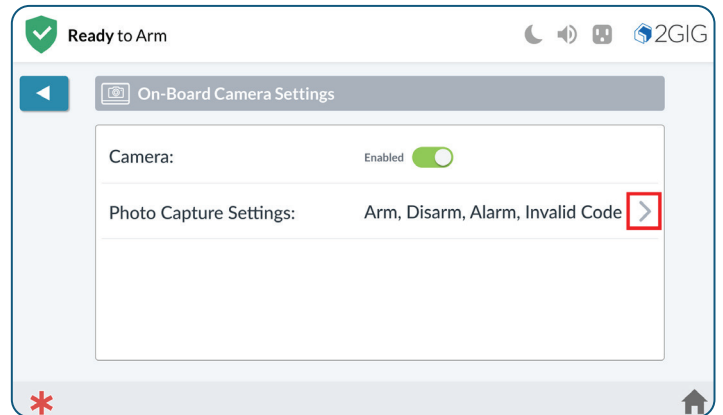 Ready to Arm
2GIG
On-Board Camera Settings
Camera: Enabled
Photo Capture Settings: Arm, Disarm, Alarm, Invalid Code